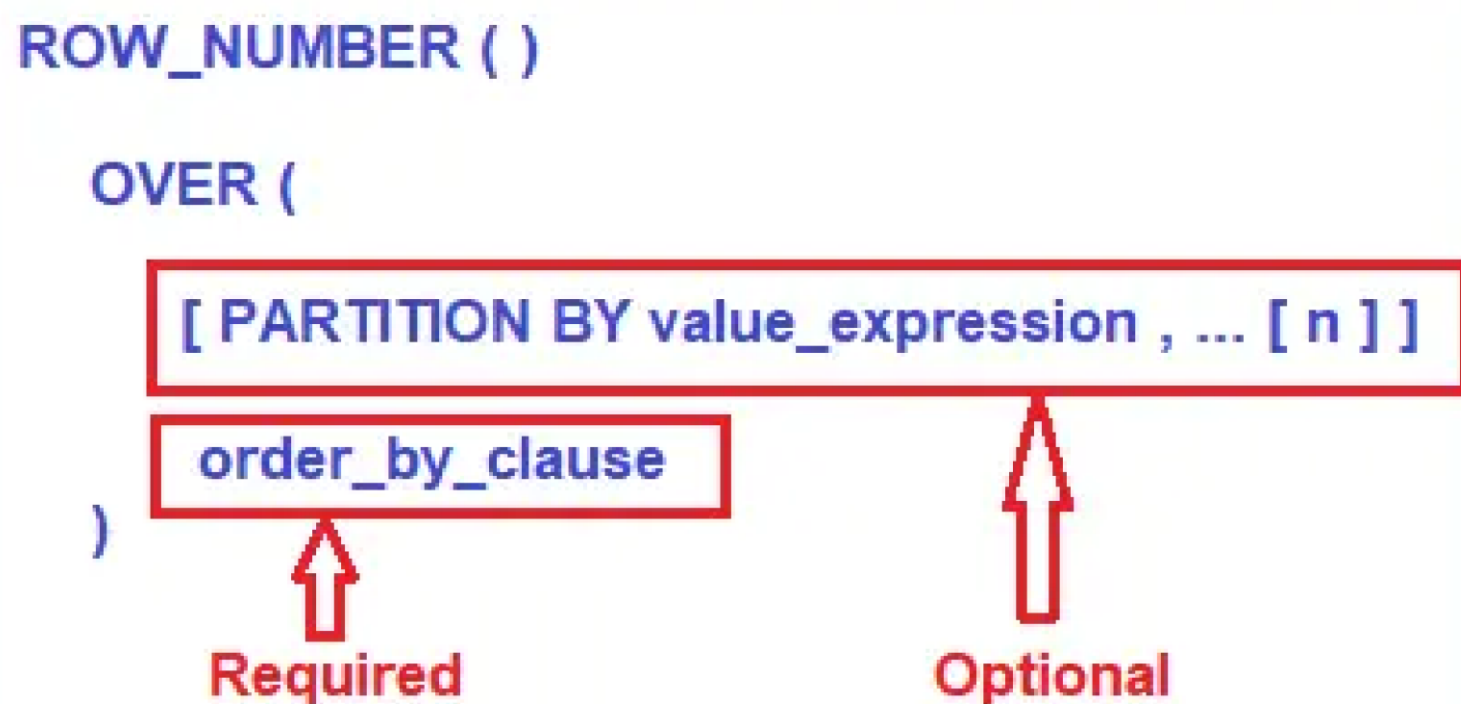 ROW_NUMBER ( )
OVER (
[ PARTITION BY value_expression , ... [ n ] ]
order_by_clause
)
Required
Optional